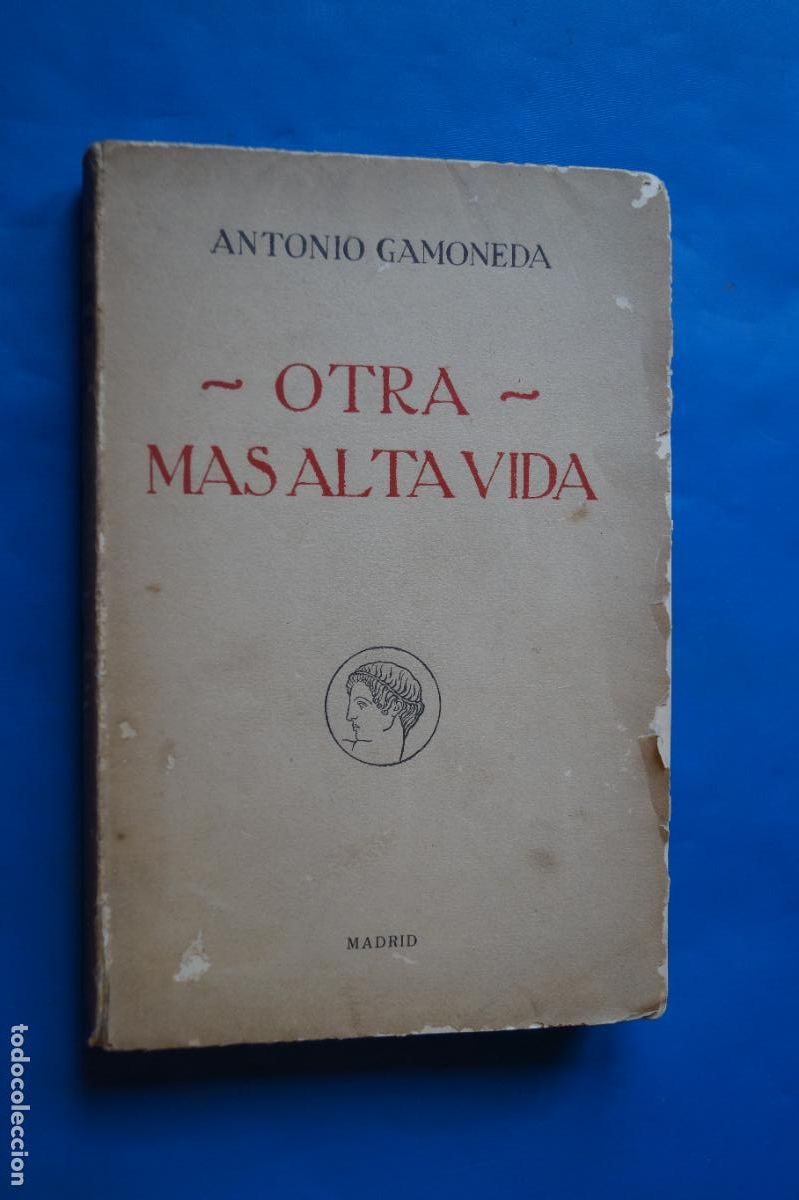 ANTONIO GAMONEDA
~ OTRA ~
MAS ALTA VIDA
MADRID
todocoleccion